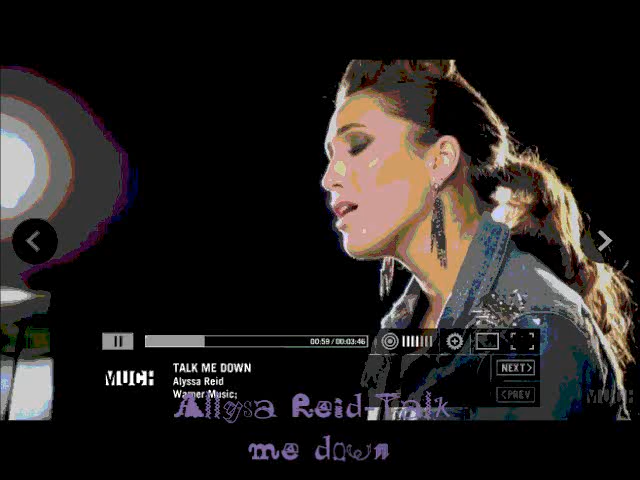 00:59 / 00:03:46
MUCH
TALK ME DOWN
Alyssa Reid
Warner Music;
NEXT>
<PREV
MUCH
Allysa Reid-Talk
me down